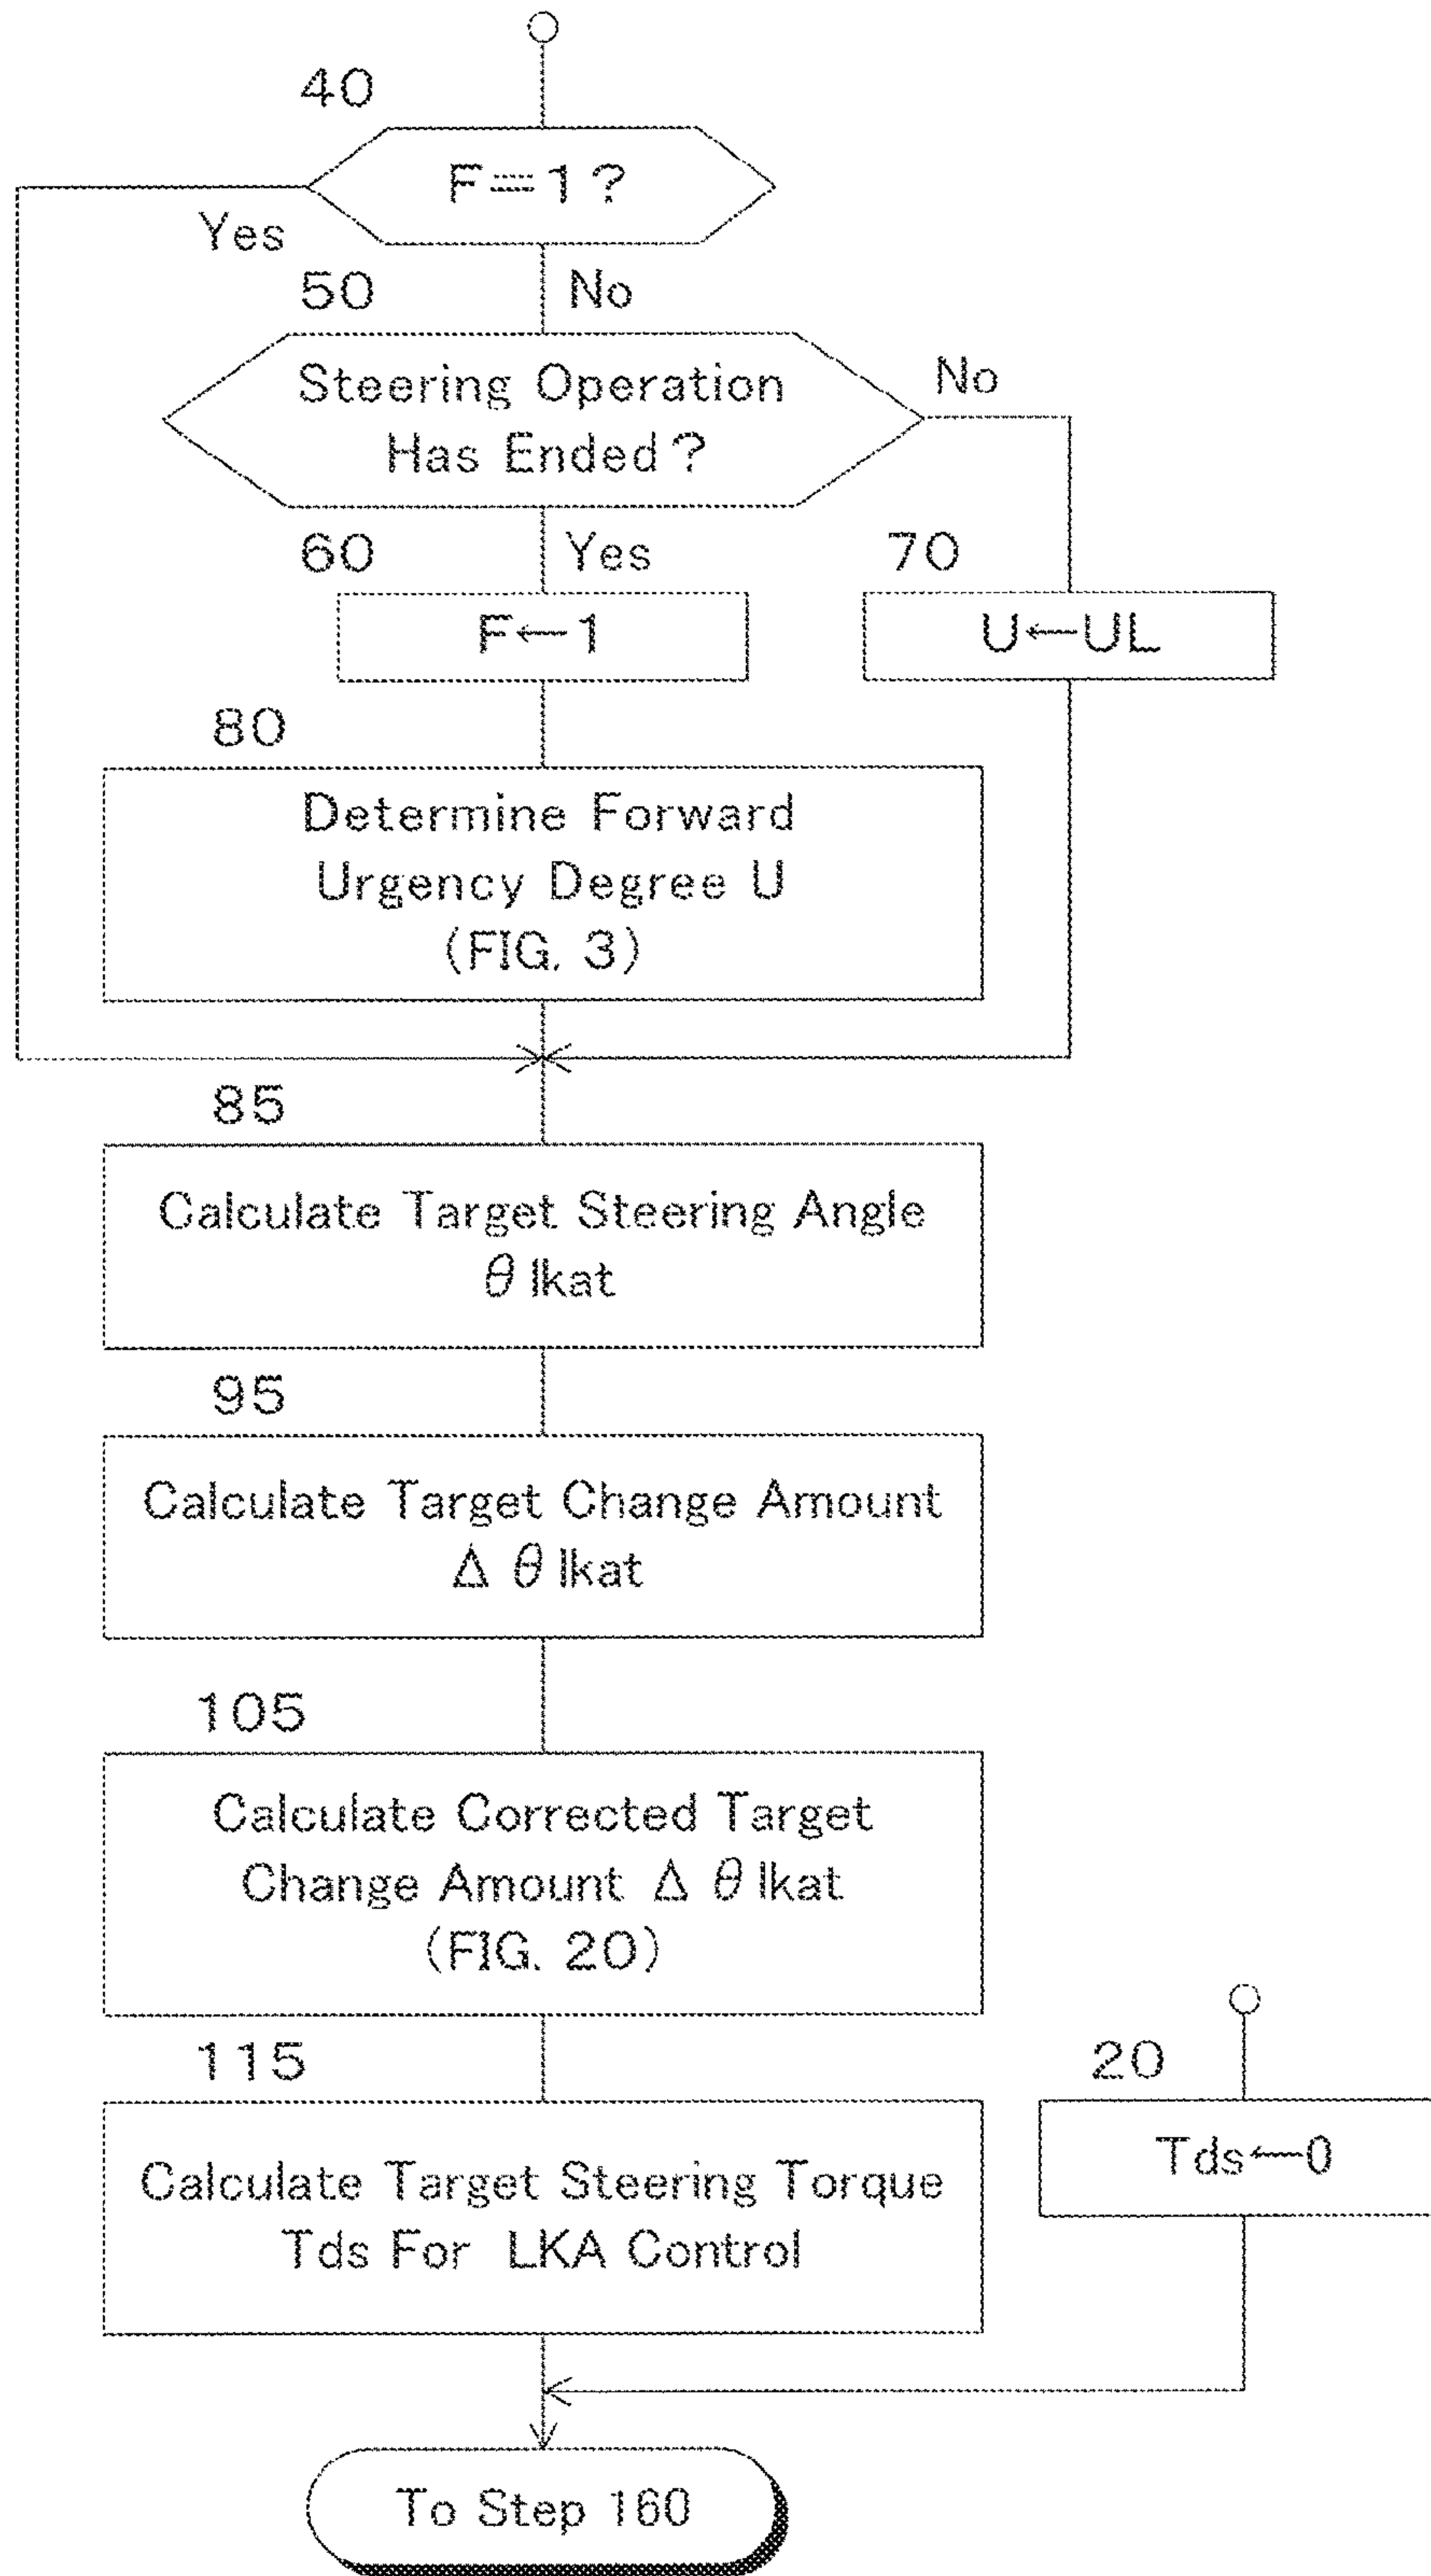 40
F=1?
Yes
No
50
Steering Operation
Has Ended?
No
60
Yes
70
F←1
U←UL
80
Determine Forward
Urgency Degree U
(FIG. 3)
85
Calculate Target Steering Angle
θlkat
95
Calculate Target Change Amount
Δθlkat
105
Calculate Corrected Target
Change Amount Δθlkat
(FIG. 20)
115
20
Tds←0
Calculate Target Steering Torque
Tds For LKA Control
To Step 160